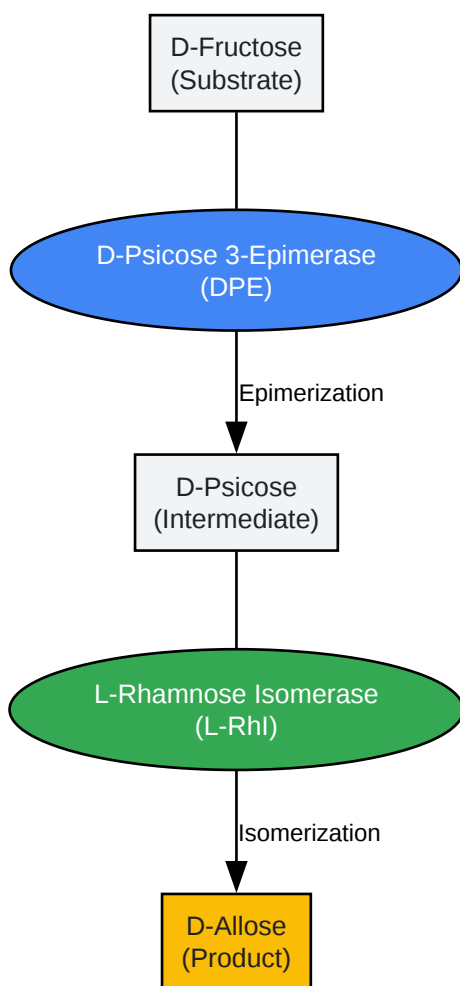 D-Fructose
(Substrate)
D-Psicose 3-Epimerase
(DPE)
Epimerization
D-Psicose
(Intermediate)
L-Rhamnose Isomerase
(L-RhI)
Isomerization
D-Allose
(Product)